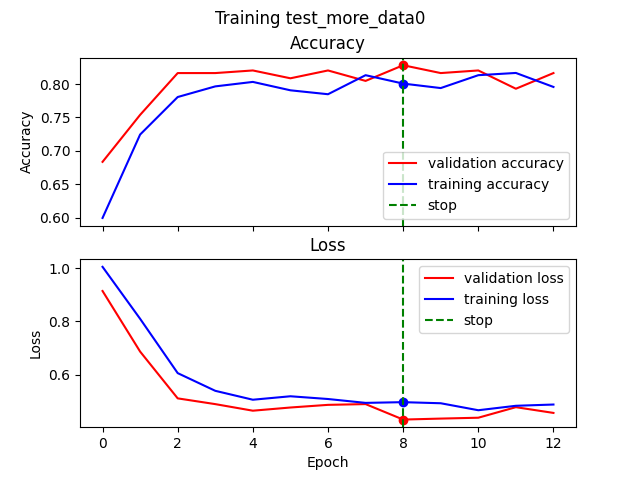 Training test_more_data0
Accuracy
Accuracy
0.80
0.75
0.70
0.65
0.60
validation accuracy
training accuracy
stop
Loss
Loss
1.0
0.8
0.6
validation loss
training loss
stop
0 2 4 6 8 10 12
Epoch